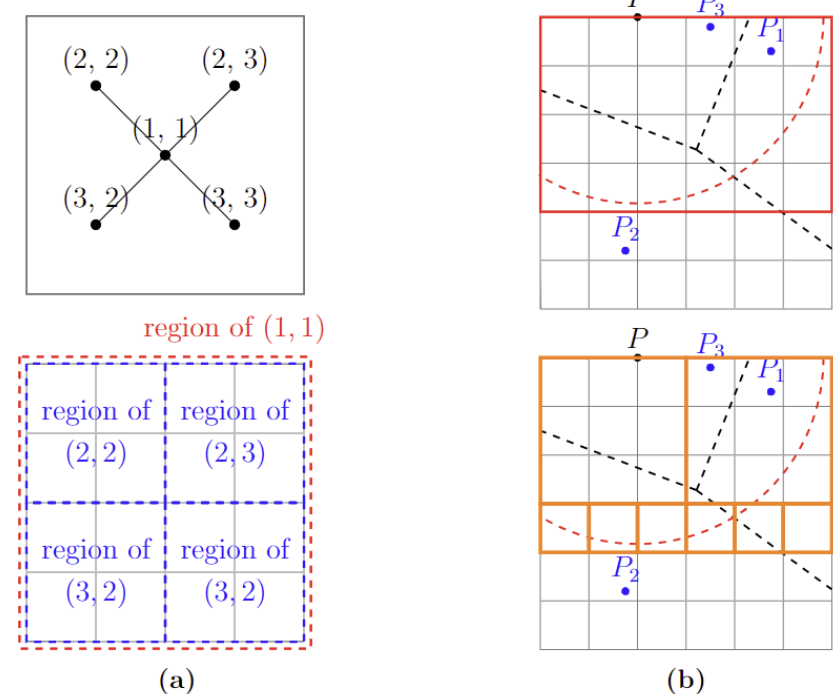 (2, 2) (2, 3)
(1, 1)
(3, 2) (3, 3)
region of (1, 1)
region of region of
(2, 2) (2, 3)
region of region of
(3, 2) (3, 2)
(a)
P₃
P₁
P₂
P
P₃
P₁
P₂
(b)